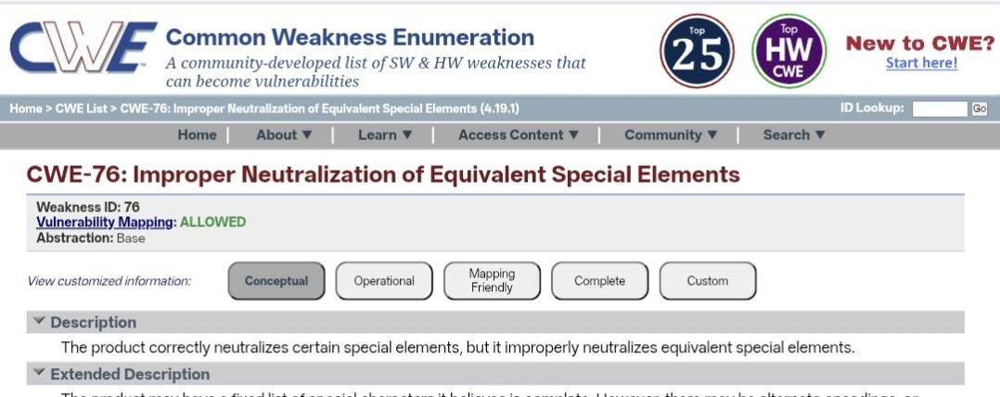 CWE
Common Weakness Enumeration
A community-developed list of SW & HW weaknesses that
can become vulnerabilities
Top
25
Top
HW
CWE
New to CWE?
Start here!
Home > CWE List > CWE-76: Improper Neutralization of Equivalent Special Elements (4.19.1)
ID Lookup:
Go
Home | About ▼ | Learn ▼ | Access Content ▼ | Community ▼ | Search ▼
CWE-76: Improper Neutralization of Equivalent Special Elements
Weakness ID: 76
Vulnerability Mapping: ALLOWED
Abstraction: Base
View customized information:
Conceptual
Operational
Mapping
Friendly
Complete
Custom
Description
The product correctly neutralizes certain special elements, but it improperly neutralizes equivalent special elements.
Extended Description
The product may have a fixed list of special characters it believes is complete. However, there may be alternate encodings, or